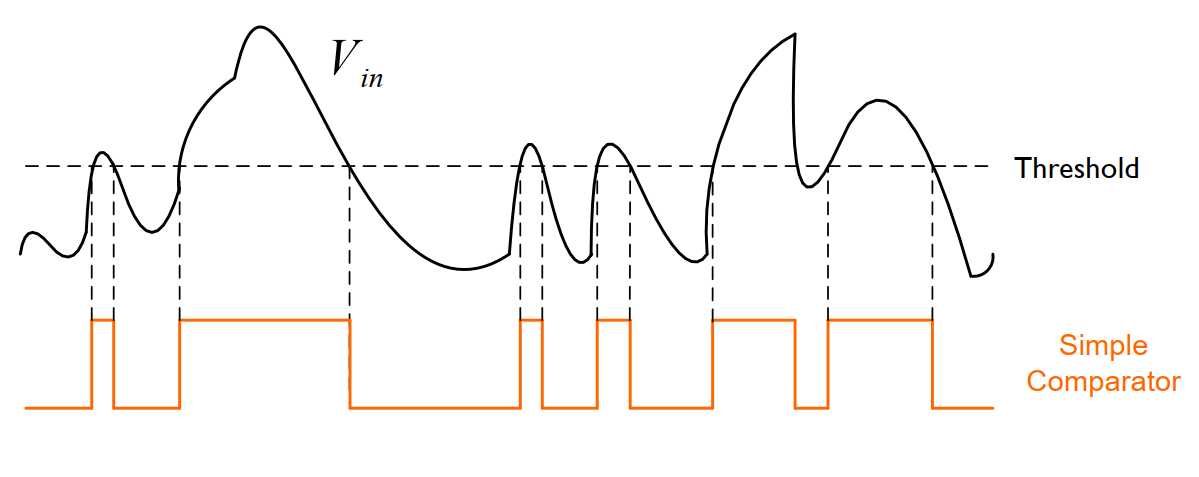 V in
Threshold
Simple
Comparator